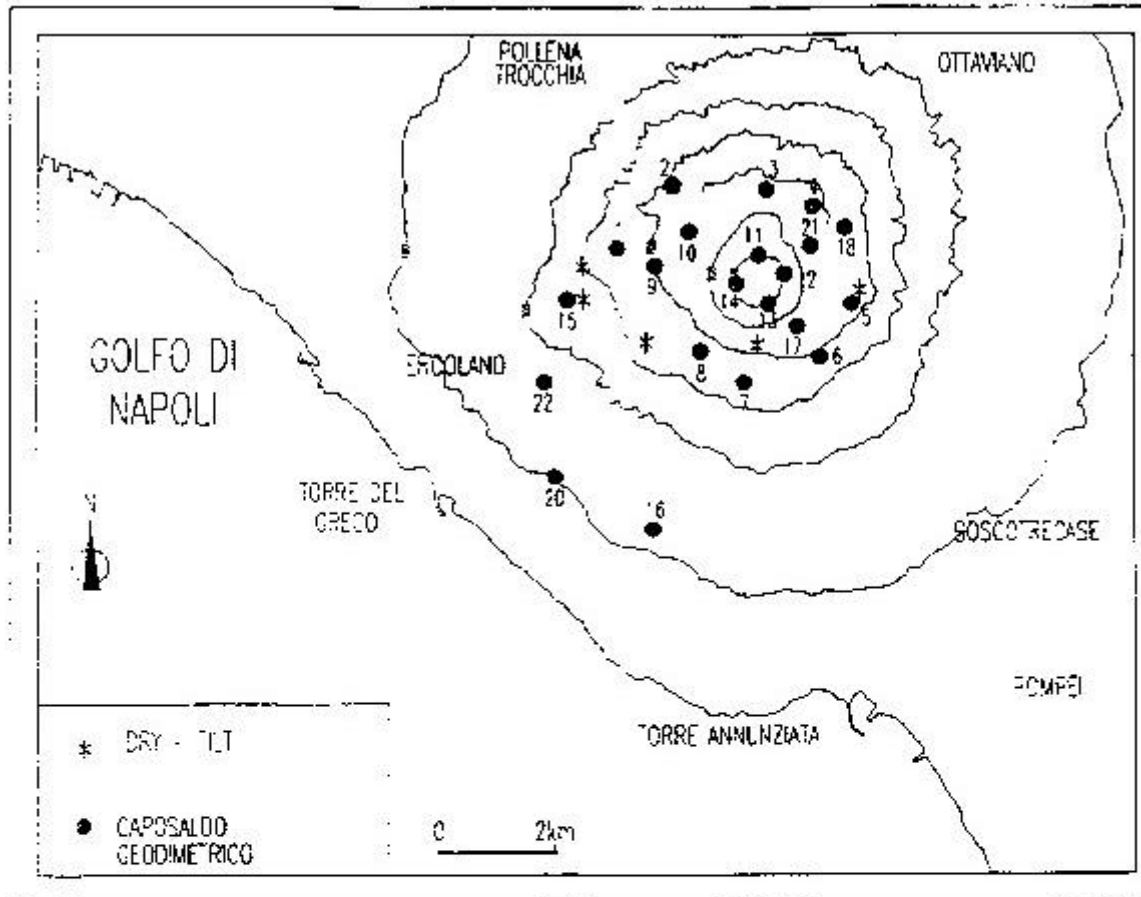 POLLENA
TROCCHIA
OTTAVIANO
2
3
21
18
11
10
9
12
14
5
15
17
6
8
7
GOLFO DI
NAPOLI
ERCOLANO
22
20
16
TORRE DEL
GRECO
N
BOSCOTRECASE
POMPEI
TORRE ANNUNZIATA
* DRY - TILT
CAPOSALDO
GEODIMETRICO
0 2km